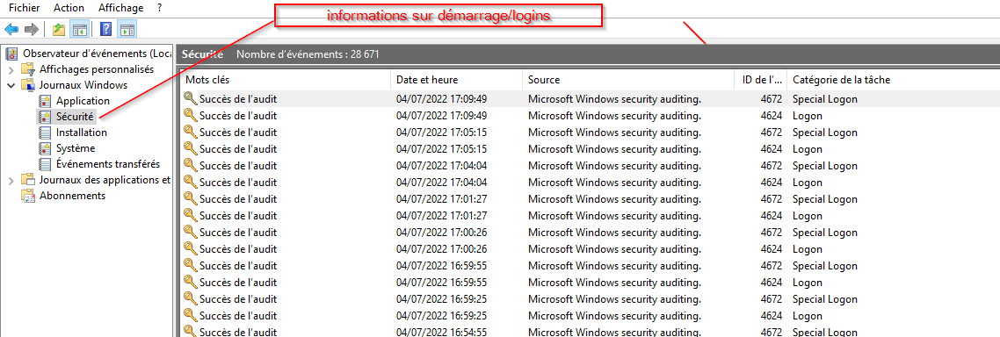 Fichier Action Affichage ?
informations sur démarrage/logins
Observateur d'événements (Loca
Affichages personnalisés
Journaux Windows
Application
Sécurité
Installation
Système
Événements transférés
Journaux des applications et
Abonnements
Sécurité Nombre d'événements : 28 671
Mots clés Date et heure Source ID de l'... Catégorie de la tâche
Succès de l'audit 04/07/2022 17:09:49 Microsoft Windows security auditing. 4672 Special Logon
Succès de l'audit 04/07/2022 17:09:49 Microsoft Windows security auditing. 4624 Logon
Succès de l'audit 04/07/2022 17:05:15 Microsoft Windows security auditing. 4672 Special Logon
Succès de l'audit 04/07/2022 17:05:15 Microsoft Windows security auditing. 4624 Logon
Succès de l'audit 04/07/2022 17:04:04 Microsoft Windows security auditing. 4672 Special Logon
Succès de l'audit 04/07/2022 17:04:04 Microsoft Windows security auditing. 4624 Logon
Succès de l'audit 04/07/2022 17:01:27 Microsoft Windows security auditing. 4672 Special Logon
Succès de l'audit 04/07/2022 17:01:27 Microsoft Windows security auditing. 4624 Logon
Succès de l'audit 04/07/2022 17:00:26 Microsoft Windows security auditing. 4672 Special Logon
Succès de l'audit 04/07/2022 17:00:26 Microsoft Windows security auditing. 4624 Logon
Succès de l'audit 04/07/2022 16:59:55 Microsoft Windows security auditing. 4672 Special Logon
Succès de l'audit 04/07/2022 16:59:55 Microsoft Windows security auditing. 4624 Logon
Succès de l'audit 04/07/2022 16:59:25 Microsoft Windows security auditing. 4672 Special Logon
Succès de l'audit 04/07/2022 16:59:25 Microsoft Windows security auditing. 4624 Logon
Succès de l'audit 04/07/2022 16:54:55 Microsoft Windows security auditing. 4672 Special Logon